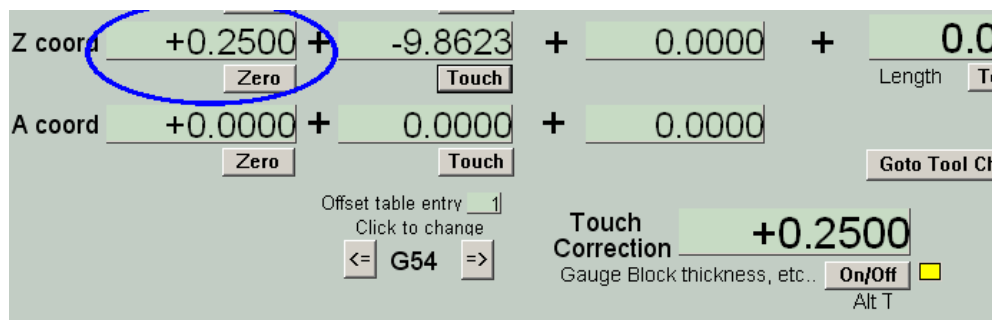 Z coord +0.2500 + -9.8623 + 0.0000 + 0.0
Zero Touch Length
A coord +0.0000 + 0.0000 + 0.0000
Zero Touch Goto Tool
Offset table entry 1
Click to change
<= G54 =>
Touch Correction +0.2500
Gauge Block thickness, etc.. On/Off
Alt T